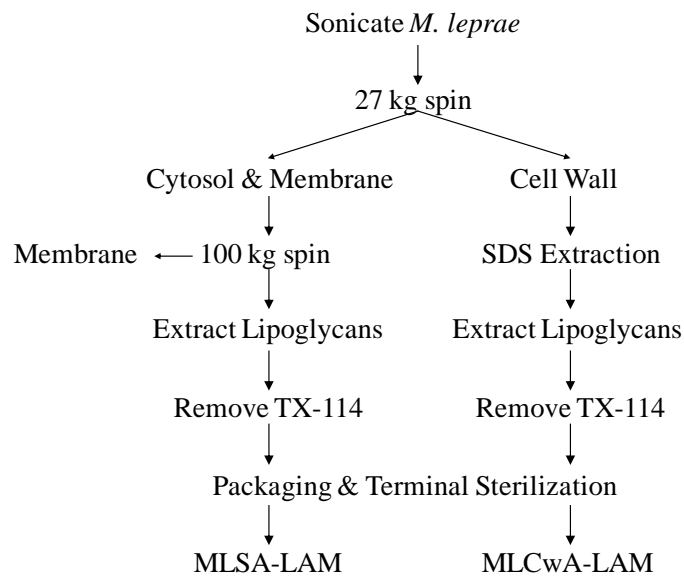 Sonicate M. leprae
27 kg spin
Cytosol & Membrane
Cell Wall
Membrane
100 kg spin
SDS Extraction
Extract Lipoglycans
Extract Lipoglycans
Remove TX-114
Remove TX-114
Packaging & Terminal Sterilization
MLSA-LAM
MLCwA-LAM